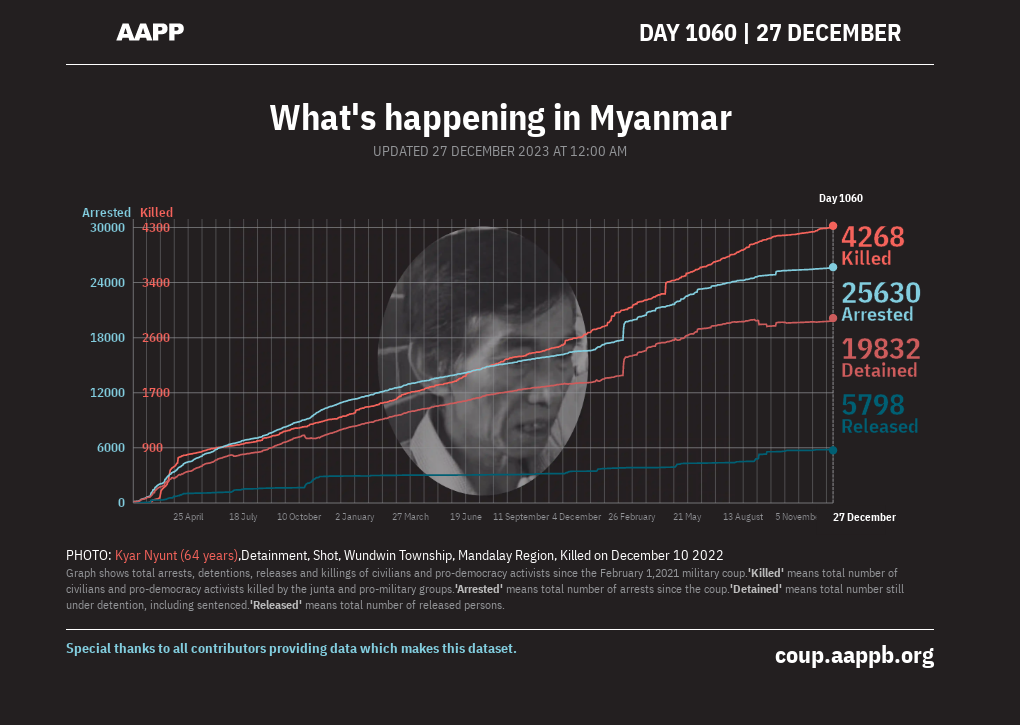 AAPP
DAY 1060 | 27 DECEMBER
What's happening in Myanmar
UPDATED 27 DECEMBER 2023 AT 12:00 AM
Day 1060
Arrested Killed
30000 4300
24000 3400
18000 2600
12000 1700
6000 900
0
4268
Killed
25630
Arrested
19832
Detained
5798
Released
25 April 18 July 10 October 2 January 27 March 19 June 11 September 4 December 26 February 21 May 13 August 5 Novemb 27 December
PHOTO: Kyar Nyunt (64 years),Detainment, Shot, Wundwin Township, Mandalay Region, Killed on December 10 2022
Graph shows total arrests, detentions, releases and killings of civilians and pro-democracy activists since the February 1,2021 military coup.'Killed' means total number of
civilians and pro-democracy activists killed by the junta and pro-military groups.'Arrested' means total number of arrests since the coup.'Detained' means total number still
under detention, including sentenced.'Released' means total number of released persons.
Special thanks to all contributors providing data which makes this dataset.
coup.aappb.org